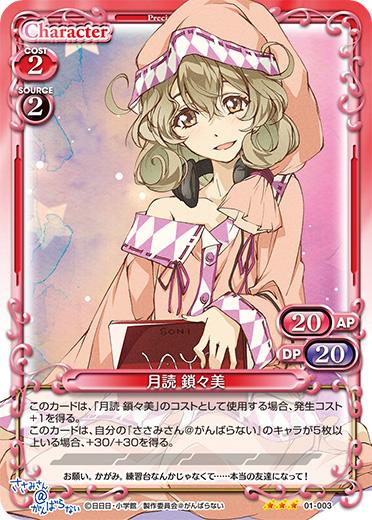 Preci
Character
COST
2
SOURCE
2
SONI
20 AP
DP 20
月読 鎖々美
このカードは、「月読 鎖々美」のコストとして使用する場合、発生コスト
+1を得る。
このカードは、自分の「ささみさん@がんばらない」のキャラが5枚以
上いる場合、+30/+30を得る。
お願い、かがみ。練習台なんかじゃなくて……本当の友達になって！
ささみさん
@
がんばらない
©日日日・小学館／製作委員会@がんばらない
01-003